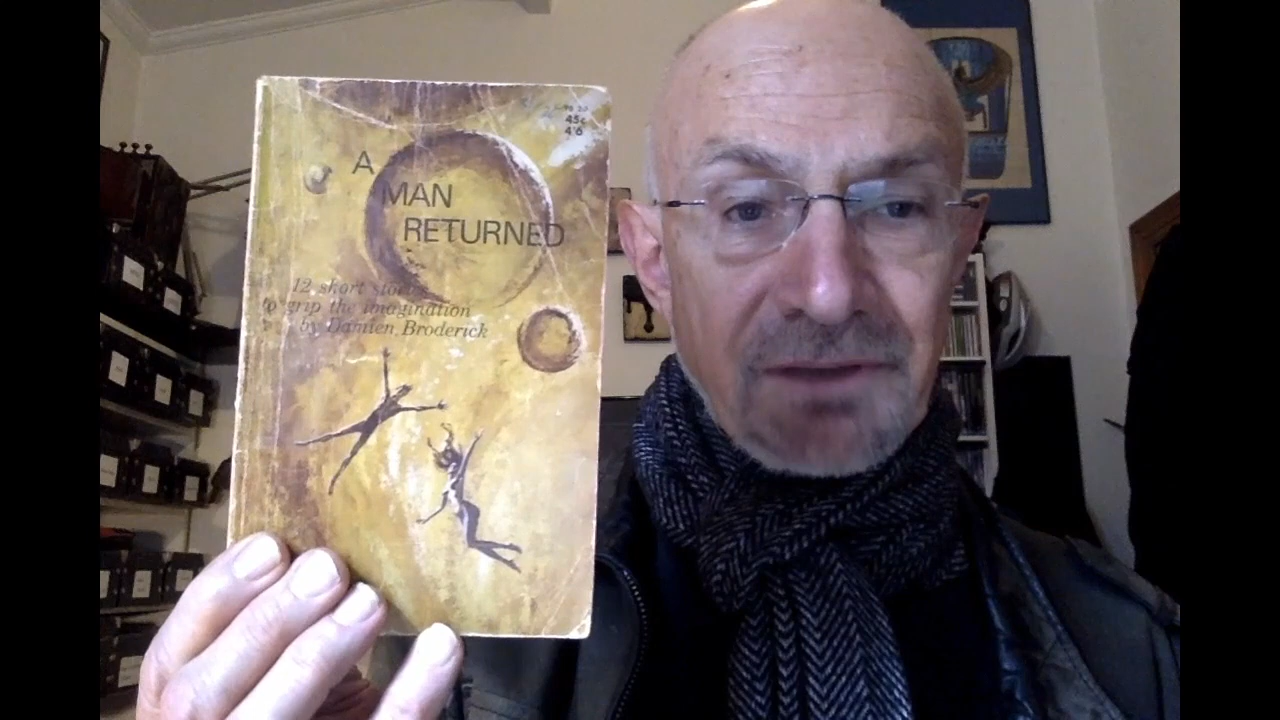 45c
4'6
A
MAN
RETURNED
12 short stories
to grip the imagination
by Damien Broderick